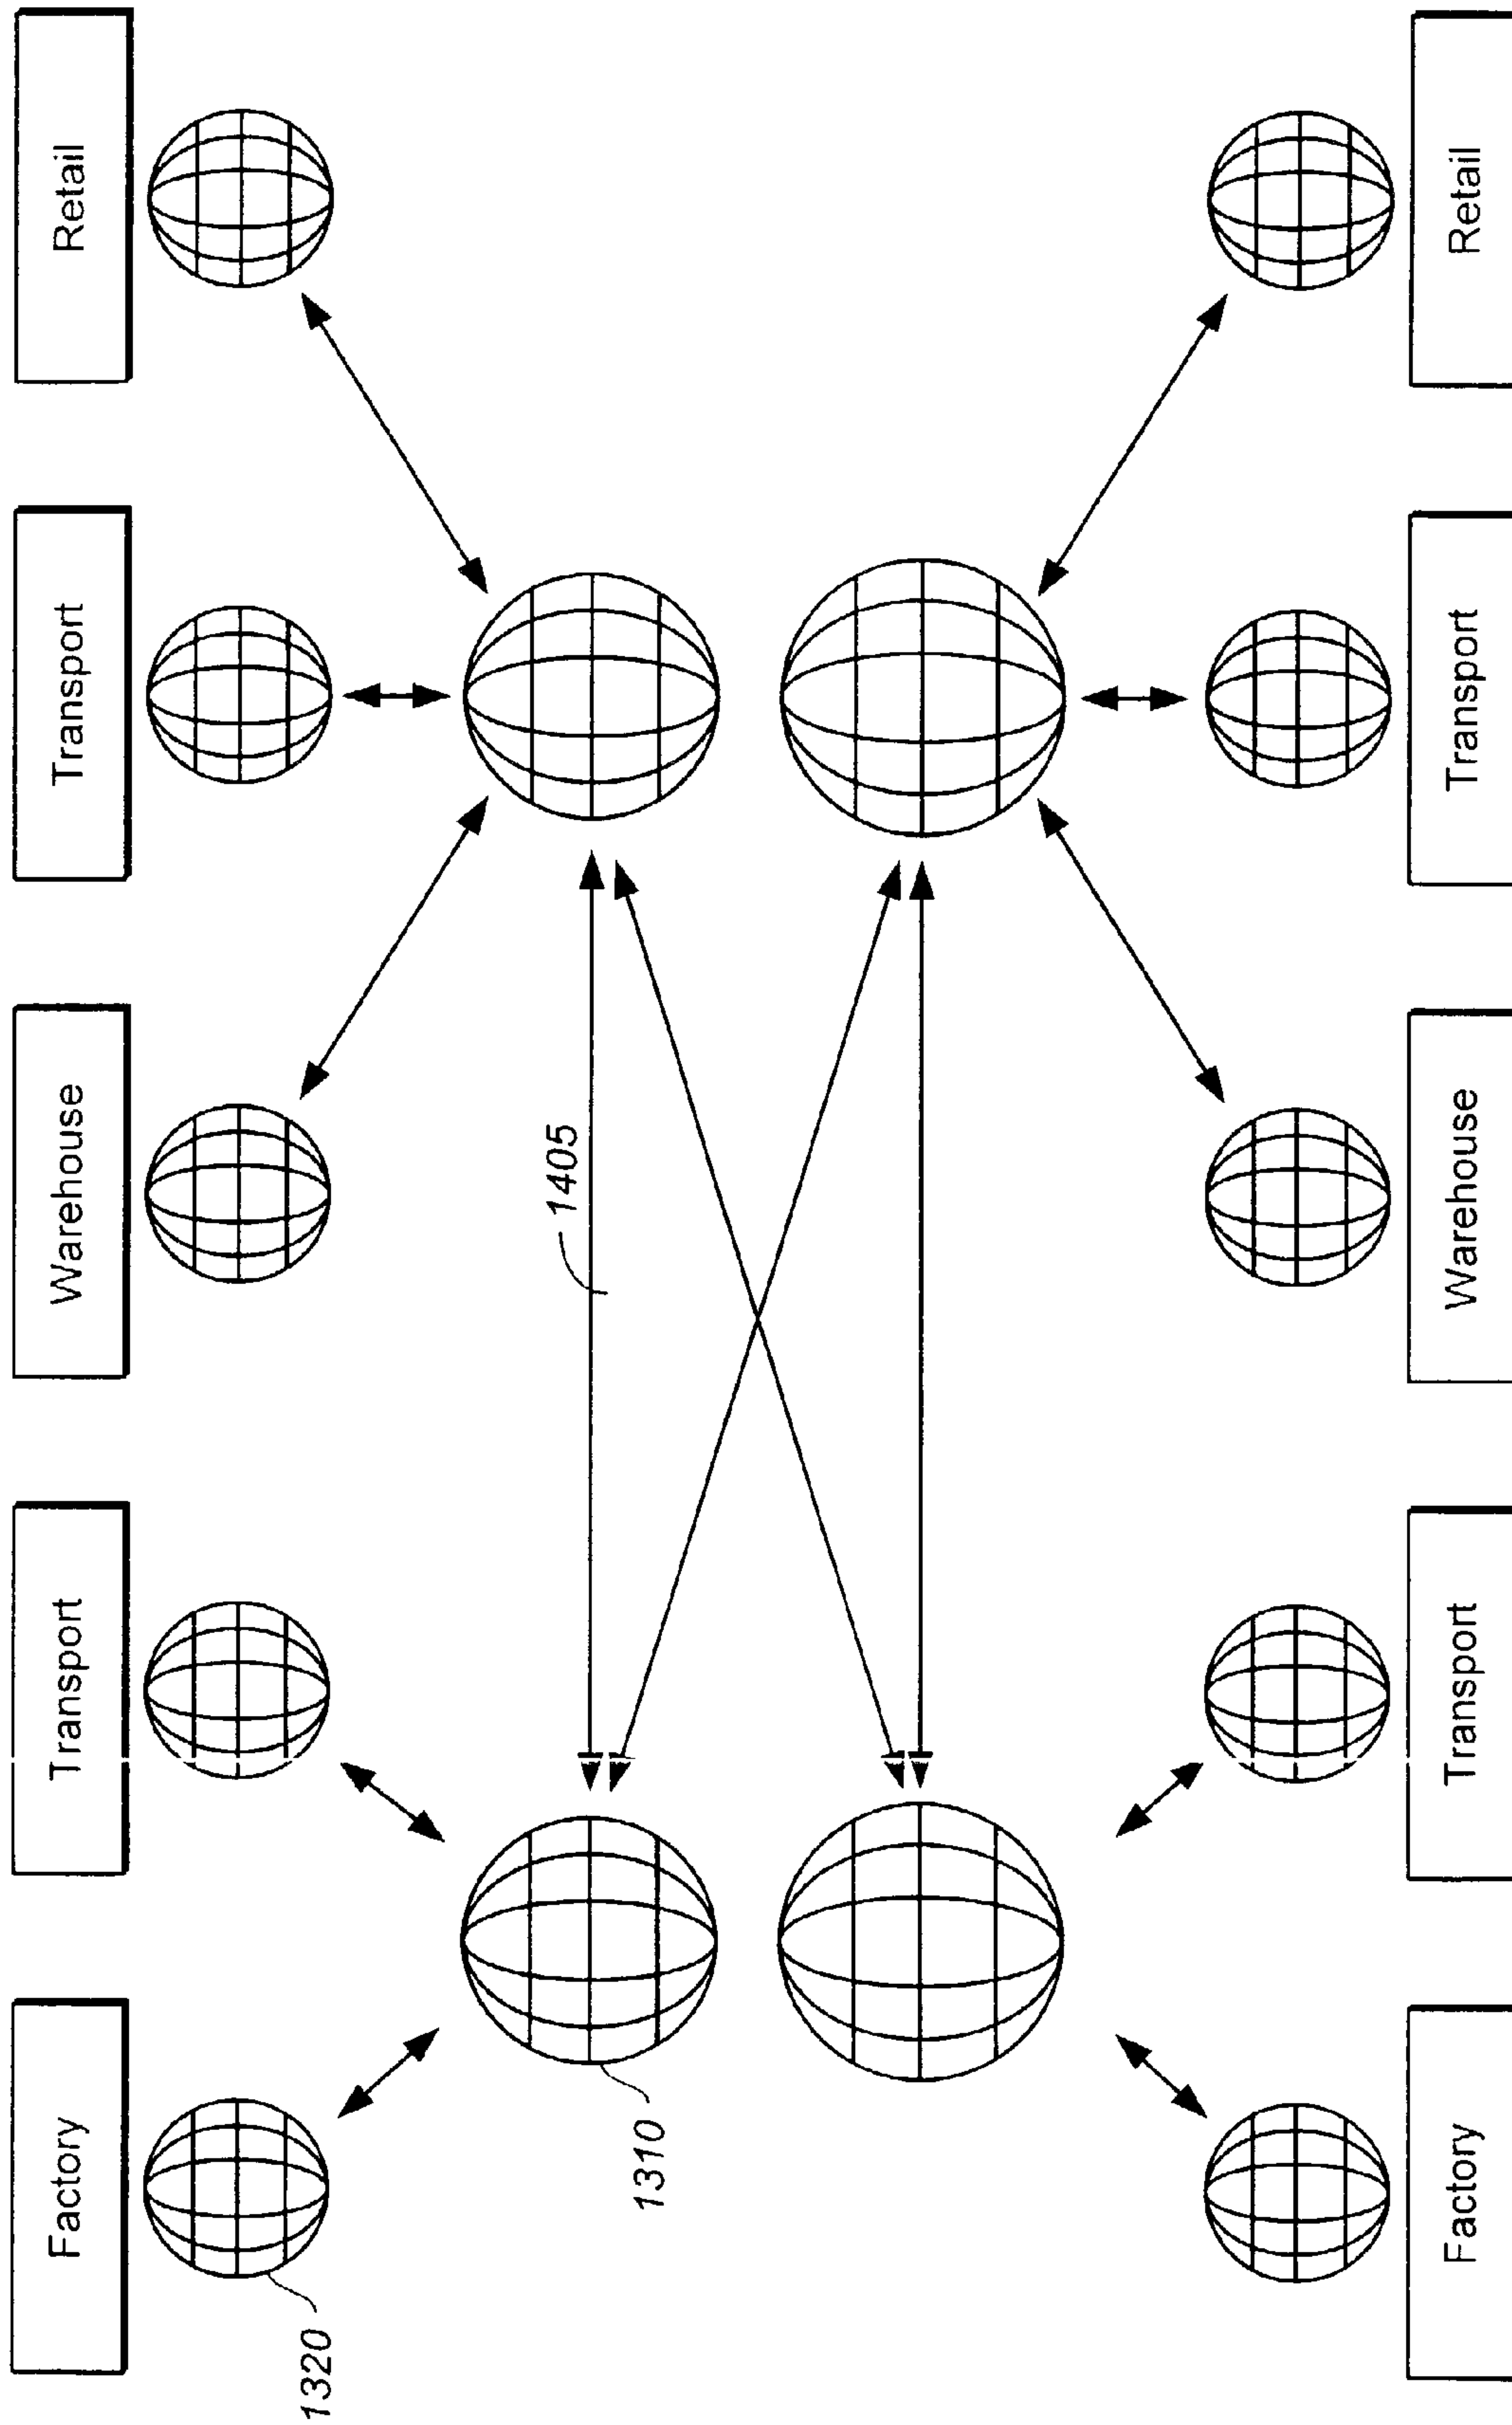 Factory
Transport
Warehouse
Transport
Retail
1320
1310
1405
Factory
Transport
Warehouse
Transport
Retail